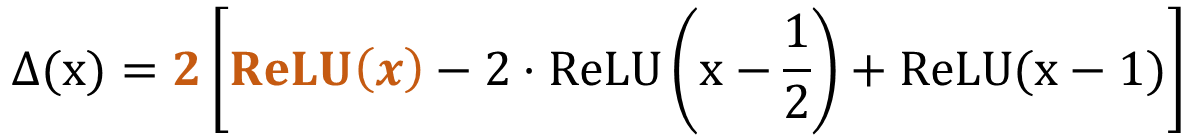 Δ(x) = 2 [ReLU(x) − 2 · ReLU (x − 1/2) + ReLU(x − 1)]